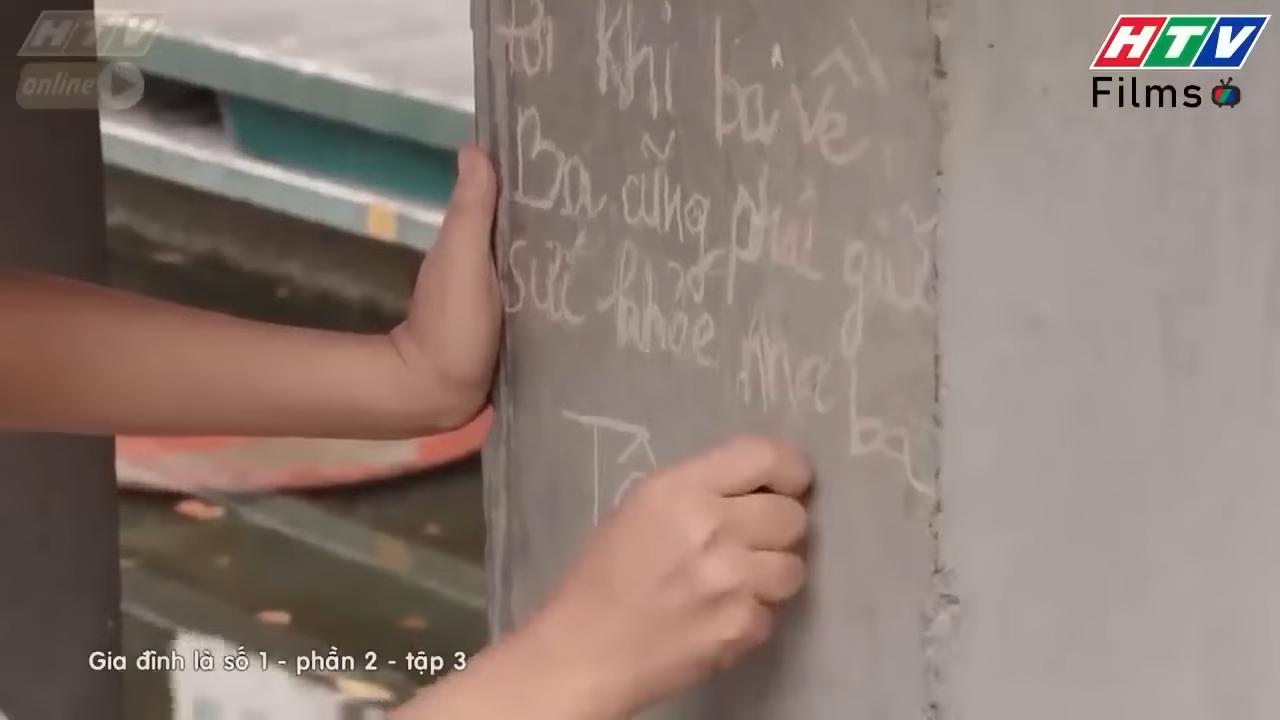 HTV
online
HTV
Films
tới khi ba về
Ba cũng phải giữ
sức khỏe nha ba
Tô
Gia đình là số 1 - phần 2 - tập 3